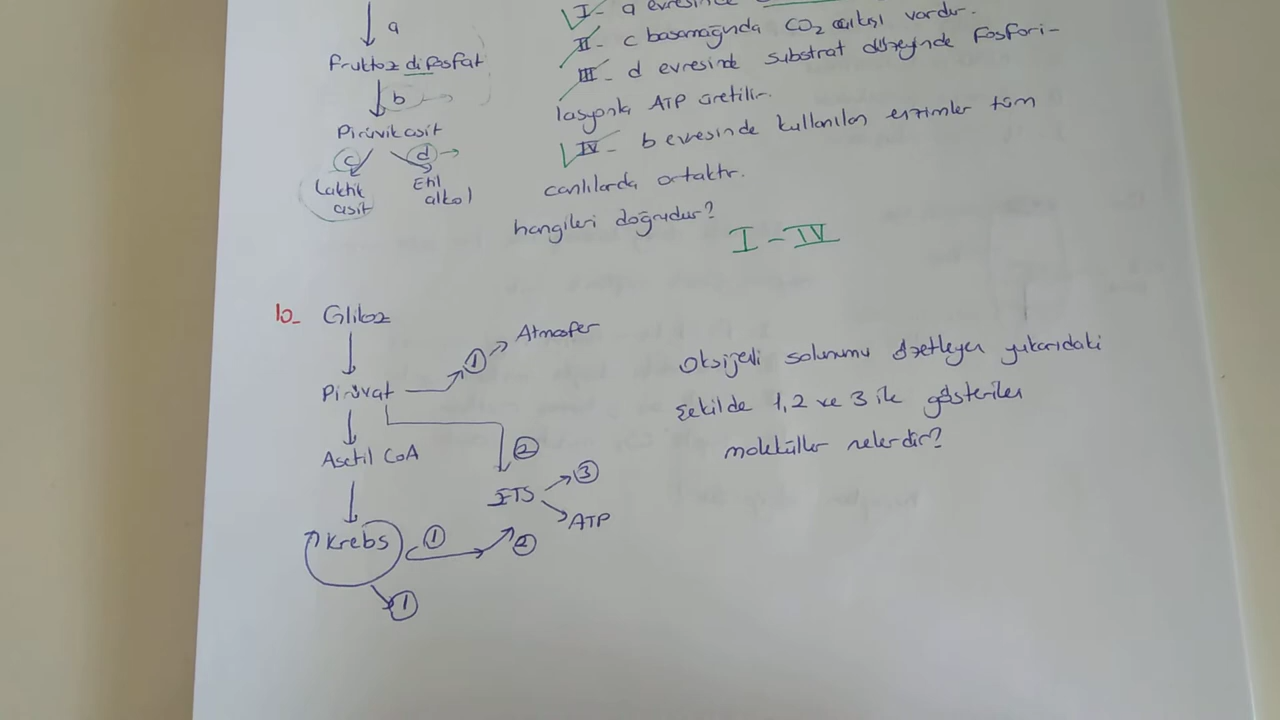 I- a evresinde
a
II- c basamağında CO2 çıkışı vardır.
Fruktoz difosfat
III- d evresinde substrat düzeyinde fosfori-
b
lasyonla ATP üretilir.
Pirüvik asit
IV- b evresinde kullanılan enzimler tüm
c d
canlılarda ortaktır.
Laktik asit
Etil alkol
hangileri doğrudur?
I-IV
10- Glikoz
1 Atmosfer
Pirüvat
Oksijenli solunumu özetleyen yukarıdaki
şekilde 1, 2 ve 3 ile gösterilen
moleküller nelerdir?
Asetil CoA
2
ETS
3
ATP
Krebs
1
2
1